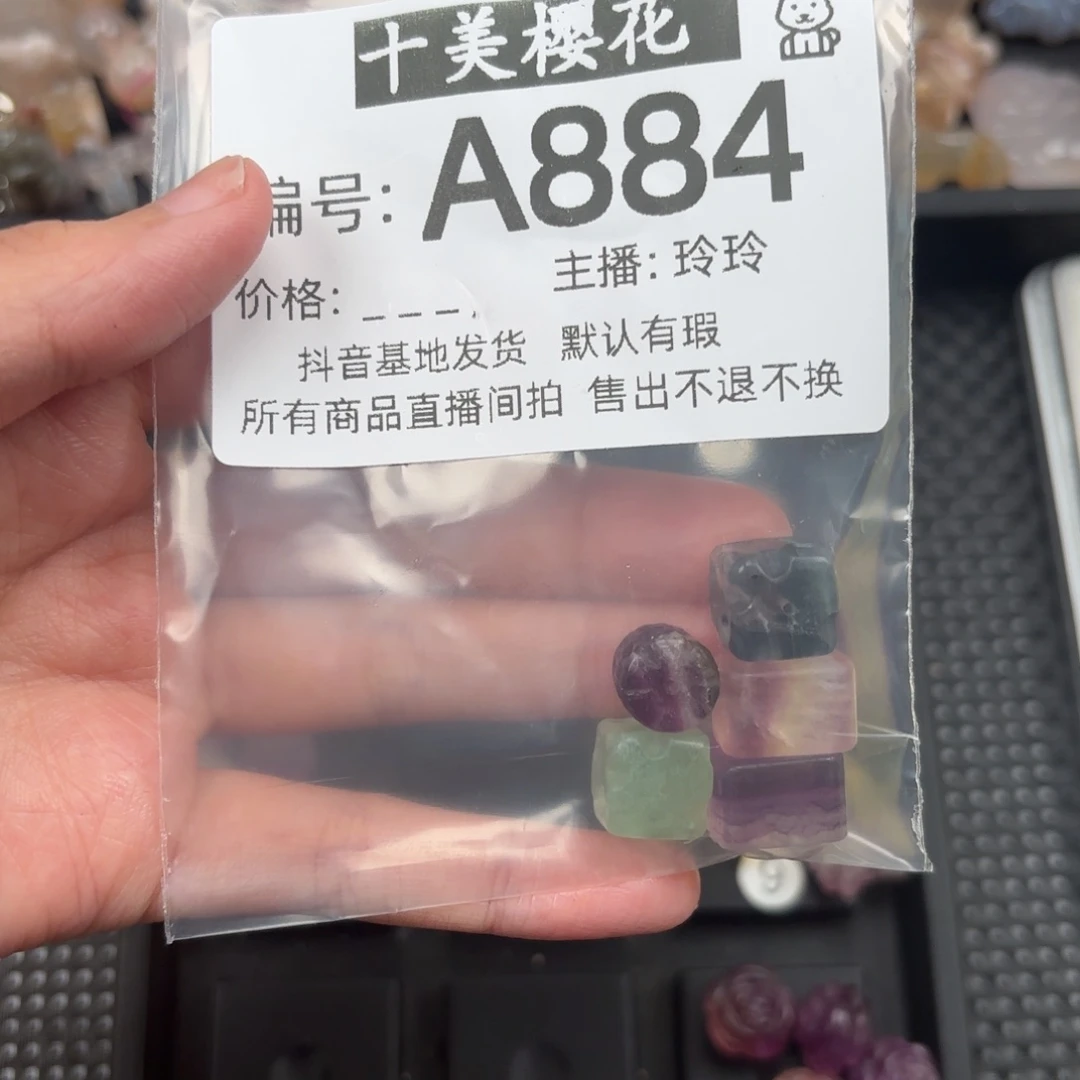 十美樱花
编号: A884
主播: 玲玲
价格: _ _ _ .
抖音基地发货 默认有瑕
所有商品直播间拍 售出不退不换